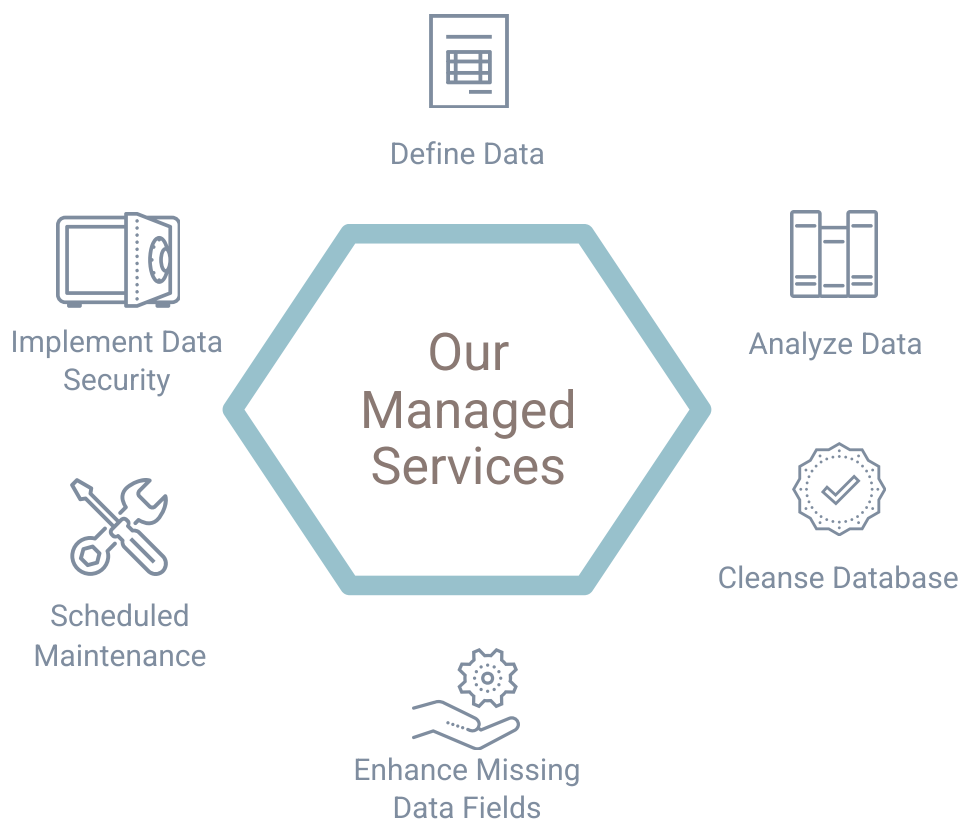 Define Data
Implement Data
Security
Analyze Data
Our
Managed
Services
Cleanse Database
Scheduled
Maintenance
Enhance Missing
Data Fields